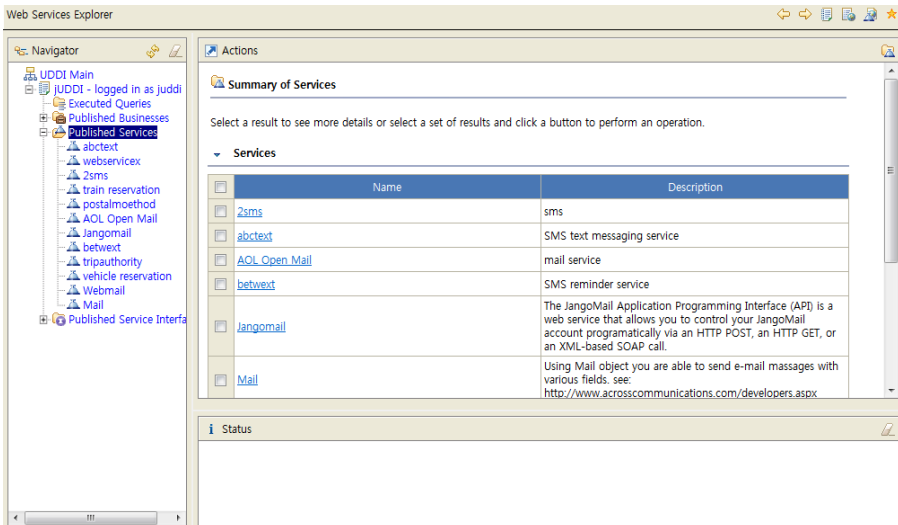 Web Services Explorer
Navigator
UDDI Main
jUDDI - logged in as juddi
Executed Queries
Published Businesses
Published Services
abctext
webservicex
2sms
train reservation
postalmoethod
AOL Open Mail
Jangomail
betwext
tripauthority
vehicle reservation
Webmail
Mail
Published Service Interfa
Actions
Summary of Services
Select a result to see more details or select a set of results and click a button to perform an operation.
Services
Name Description
2sms sms
abctext SMS text messaging service
AOL Open Mail mail service
betwext SMS reminder service
The JangoMail Application Programming Interface (API) is a
web service that allows you to control your JangoMail
Jangomail
account programatically via an HTTP POST, an HTTP GET, or
an XML-based SOAP call.
Using Mail object you are able to send e-mail massages with
Mail
various fields. see:
http://www.acrosscommunications.com/developers.aspx
i Status